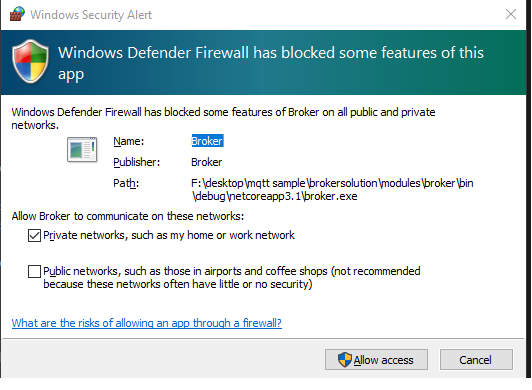 Windows Security Alert
Windows Defender Firewall has blocked some features of this
app
Windows Defender Firewall has blocked some features of Broker on all public and private
networks.
Name: Broker
Publisher: Broker
Path: F:\desktop\mqtt sample\brokersolution\modules\broker\bin
\debug\netcoreapp3.1\broker.exe
Allow Broker to communicate on these networks:
Private networks, such as my home or work network
Public networks, such as those in airports and coffee shops (not recommended
because these networks often have little or no security)
What are the risks of allowing an app through a firewall?
Allow access Cancel